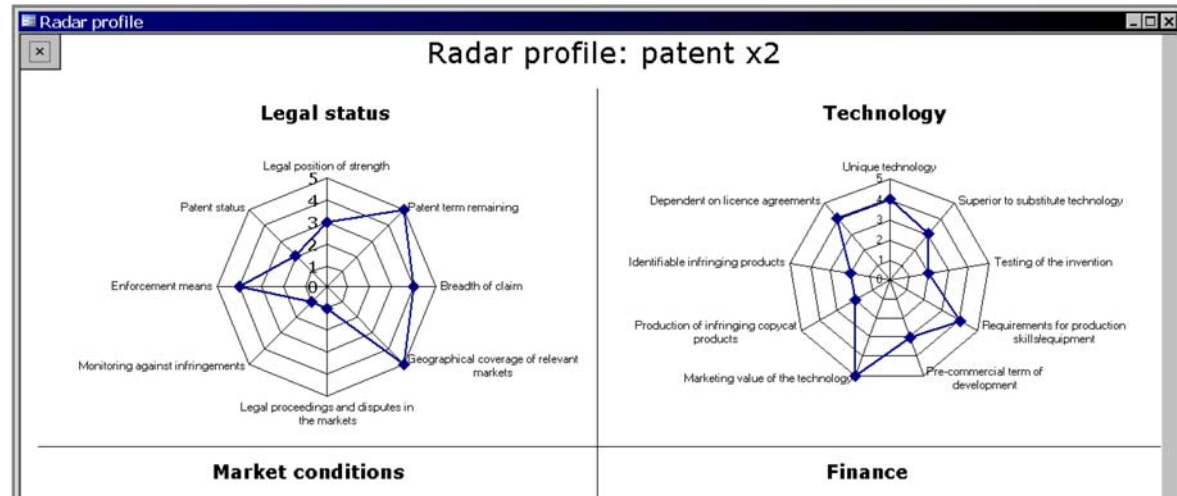 Radar profile
Radar profile: patent x2
Legal status
Legal position of strength
5
4
3
2
1
0
Patent status
Patent term remaining
Enforcement means
Breadth of claim
Monitoring against infringements
Geographical coverage of relevant
markets
Legal proceedings and disputes in
the markets
Technology
Unique technology
5
4
3
2
1
0
Dependent on licence agreements
Superior to substitute technology
Identifiable infringing products
Testing of the invention
Production of infringing copycat
products
Requirements for production
skills/equipment
Marketing value of the technology
Pre-commercial term of
development
Market conditions
Finance